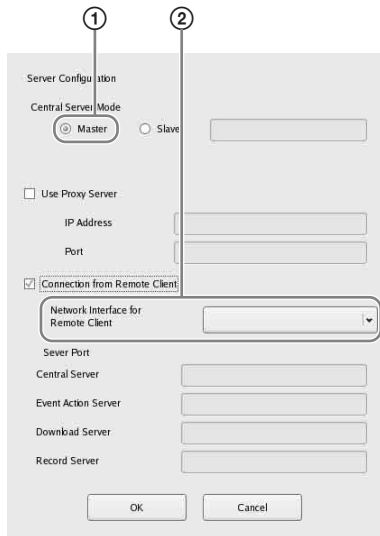 1 2
Server Configuration
Central Server Mode
Master Slave
Use Proxy Server
IP Address
Port
Connection from Remote Client
Network Interface for
Remote Client
Sever Port
Central Server
Event Action Server
Download Server
Record Server
OK Cancel